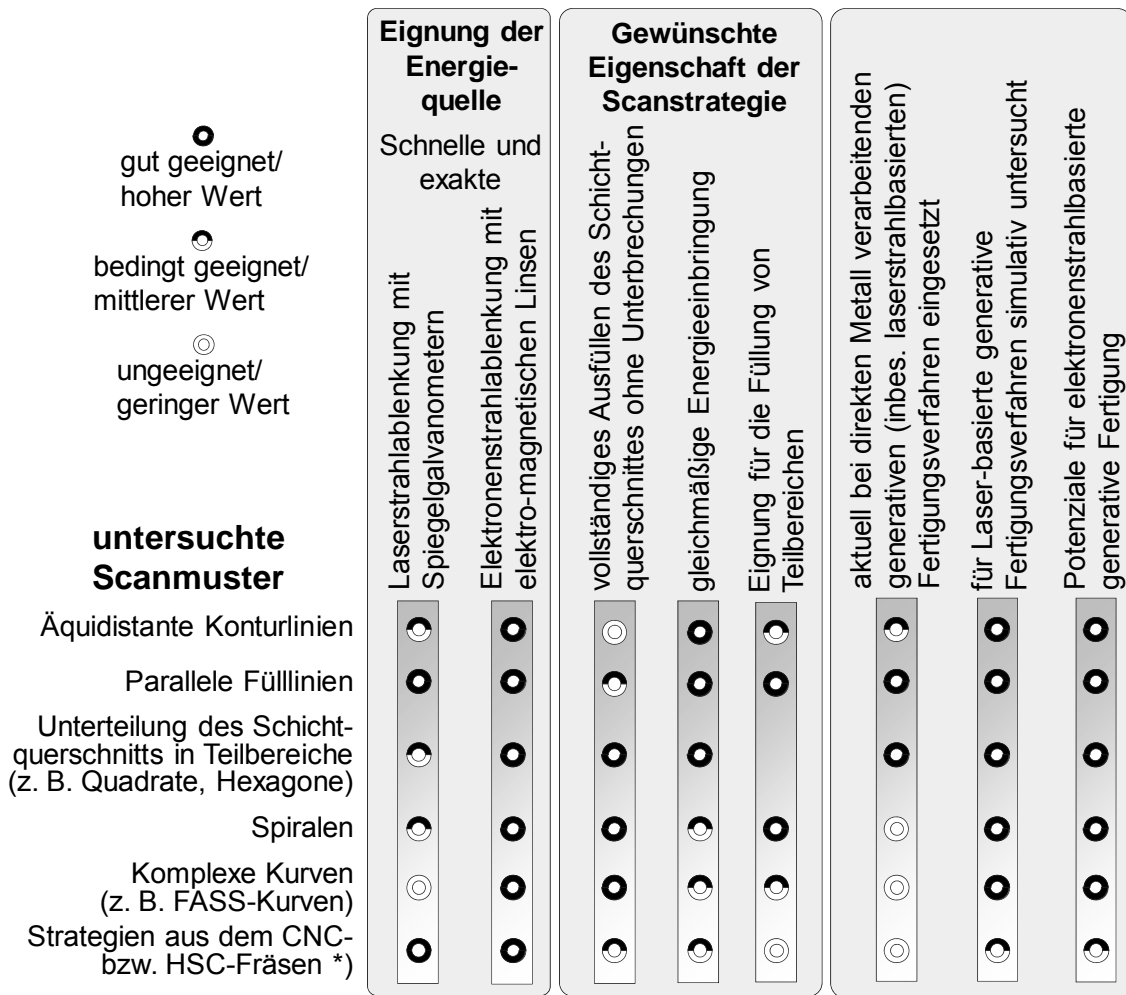 Eignung der
Energie-
quelle
Schnelle und
exakte
Gewünschte
Eigenschaft der
Scanstrategie
gut geeignet/
hoher Wert
bedingt geeignet/
mittlerer Wert
ungeeignet/
geringer Wert
Laserstrahlablenkung mit
Spiegelgalvanometern
Elektronenstrahlablenkung mit
elektro-magnetischen Linsen
vollständiges Ausfüllen des Schicht-
querschnittes ohne Unterbrechungen
gleichmäßige Energieeinbringung
Eignung für die Füllung von
Teilbereichen
aktuell bei direkten Metall verarbeitenden
generativen (inbes. laserstrahlbasierten)
Fertigungsverfahren eingesetzt
für Laser-basierte generative
Fertigungsverfahren simulativ untersucht
Potenziale für elektronenstrahlbasierte
generative Fertigung
untersuchte
Scanmuster
Äquidistante Konturlinien
Parallele Fülllinien
Unterteilung des Schicht-
querschnitts in Teilbereiche
(z. B. Quadrate, Hexagone)
Spiralen
Komplexe Kurven
(z. B. FASS-Kurven)
Strategien aus dem CNC-
bzw. HSC-Fräsen *)